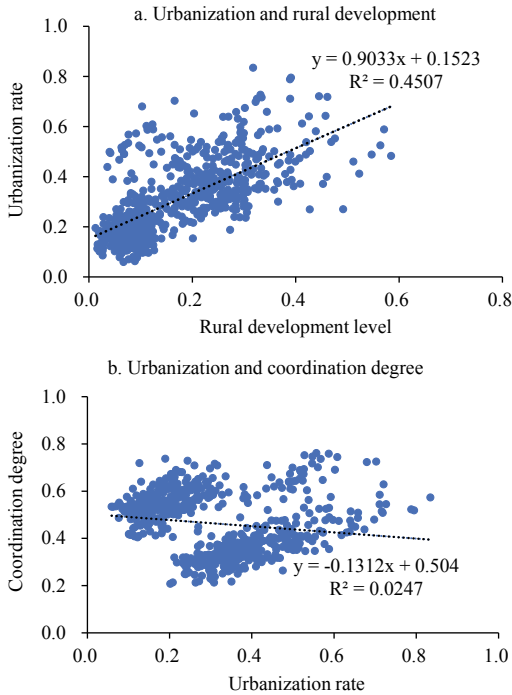 a. Urbanization and rural development
1.0
y = 0.9033x + 0.1523
R² = 0.4507
0.8
0.6
0.4
0.2
0.0
Urbanization rate
0.0 0.2 0.4 0.6 0.8
Rural development level
b. Urbanization and coordination degree
1.0
0.8
0.6
0.4
0.2
0.0
Coordination degree
y = -0.1312x + 0.504
R² = 0.0247
0.0 0.2 0.4 0.6 0.8 1.0
Urbanization rate